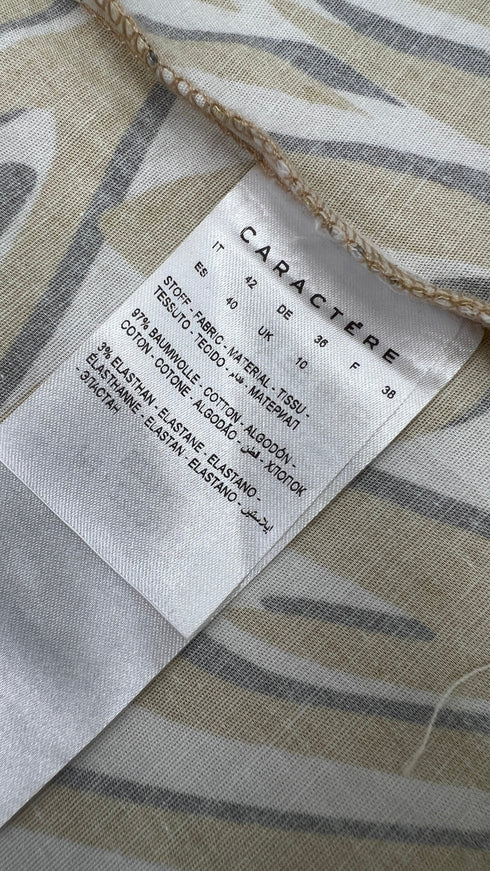 CARACTÈRE
IT 42 DE 36 F 38
ES 40 UK 10
STOFF - FABRIC - MATERIAL - TISSU -
TESSUTO - TECIDO - قماش - МАТЕРИАЛ
97% BAUMWOLLE - COTTON - ALGODÓN -
COTON - COTONE - ALGODÃO - قطن - ХЛОПОК
3% ELASTHAN - ELASTANE - ELASTANO -
ÉLASTHANNE - ELASTAN - ELASTANO - إيلاستين
- ЭЛАСТАН